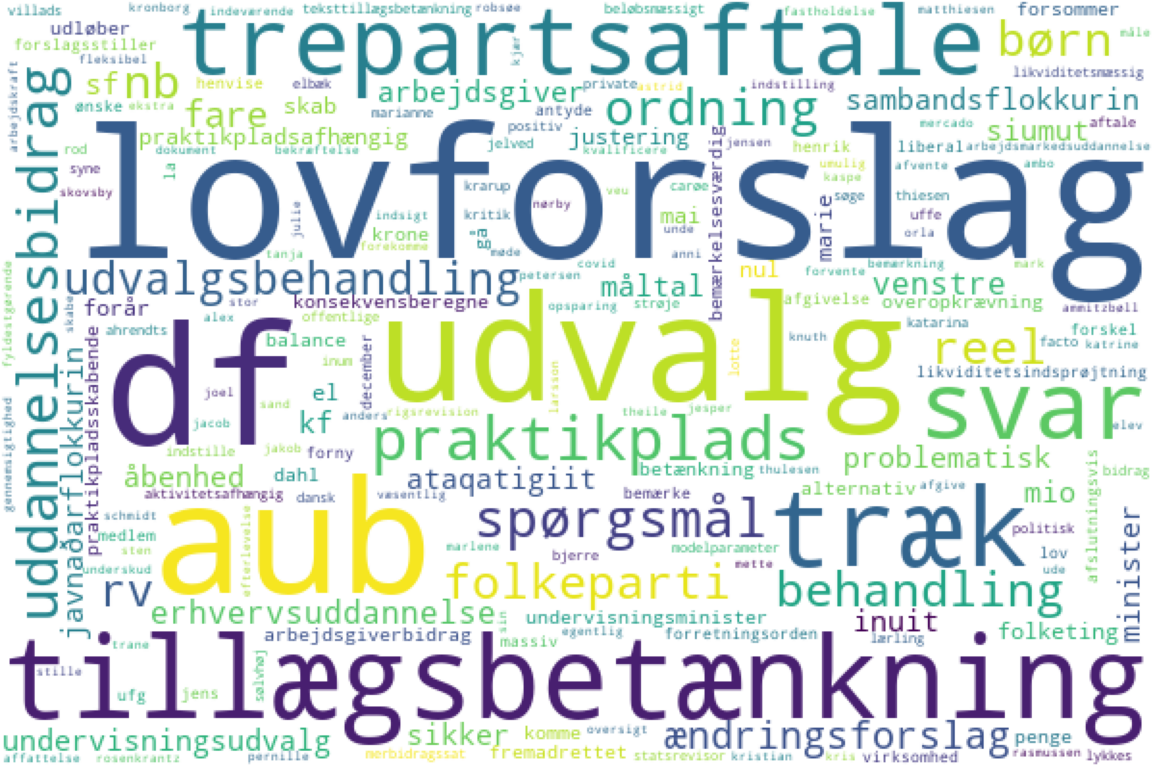 villads
kronborg
indeværende
teksttillægsbetænkning
robsøe
beløbsmæssigt
fastholdelse
matthiesen
forsommer
måle
udløber
forslagsstiller
fleksibel
trepartsaftale
kjær
børn
likviditetsmæssig
arbejdskraft
sf
nb
henvise
elbæk
arbejdsgiver
private
astrid
indstilling
ønske
ekstra
fare
skab
marianne
antyde
ordning
sambandsflokkurin
praktikpladsafhængig
positiv
justering
mercado
siumut
aftale
rod
dokument
bekræftelse
jelved
kvalificere
jensen
henrik
liberal
arbejdsmarkedsuddannelse
syne
la
umulig
kaspe
afvente
ambo
skovsby
lovforslag
krarup
veu
carøe
søge
thiesen
julie
indsigt
nørby
mai
bemærkelsesværdig
marie
uffe
krone
kritik
gå
unde
orla
tanja
forekomme
møde
anni
uddannelsesbidrag
udvalgsbehandling
petersen
covid
nul
forvente
bemærkning
mark
skabe
stor
måltal
venstre
fyldestgørende
forår
konsekvensberegne
opsparing
strøje
afgivelse
overopkrævning
ammitzbøll
ahrendts
alex
offentlige
katarina
forskel
balance
december
udvalg
knuth
reel
facto
katrine
df
inum
larsson
lotte
likviditetsindsprøjtning
joel
el
svar
sand
anders
rigsrevision
theile
jesper
jacob
kf
elev
praktikpladsskabende
javnaðarflokkurin
gennemsigtighed
indstille
jakob
forny
praktikplads
problematisk
åbenhed
dahl
ataqatigiit
betænkning
thulesen
bidrag
aktivitetsafhængig
dansk
væsentlig
bemærke
alternativ
afgive
mio
schmidt
aub
spørgsmål
træk
politisk
afslutningsvis
medlem
efterlevelse
sten
marlene
modelparameter
lov
minister
underskud
bjerre
mette
ude
rv
folkeparti
behandling
erhvervsuddannelse
sin
undervisningsminister
inuit
folketing
arbejdsgiverbidrag
egentlig
massiv
forretningsorden
lærling
trane
stille
tillægsbetænkning
ufg
jens
sølvhøj
undervisningsudvalg
sikker
komme
oversigt
ændringsforslag
penge
affattelse
rosenkrantz
pernille
merbidragssat
fremadrettet
statsrevisor
kristian
kris
virksomhed
rasmussen
lykkes